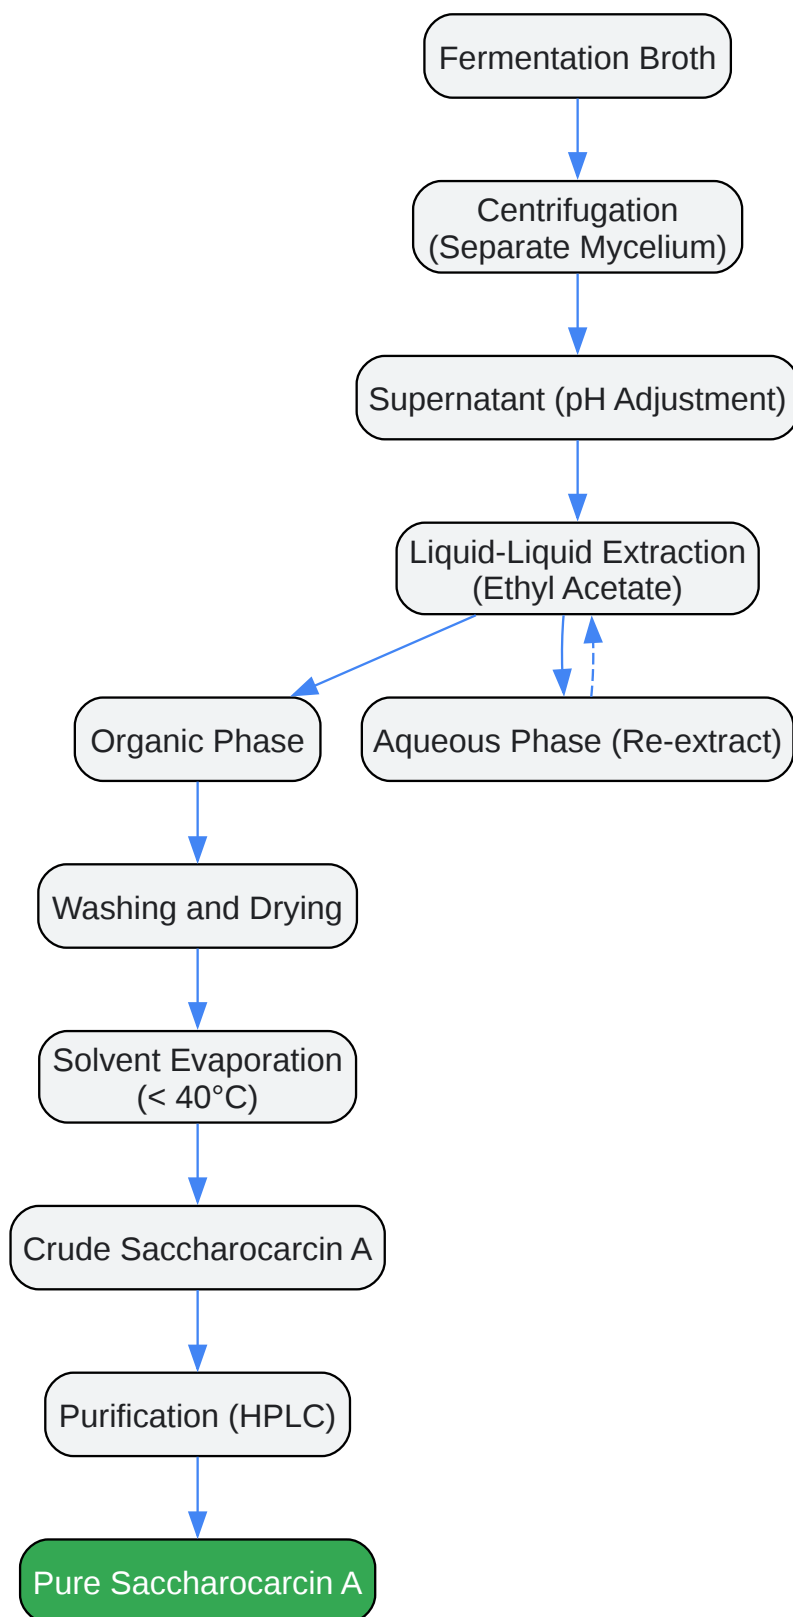 Fermentation Broth
Centrifugation
(Separate Mycelium)
Supernatant (pH Adjustment)
Liquid-Liquid Extraction
(Ethyl Acetate)
Organic Phase
Aqueous Phase (Re-extract)
Washing and Drying
Solvent Evaporation
(< 40°C)
Crude Saccharocarcin A
Purification (HPLC)
Pure Saccharocarcin A